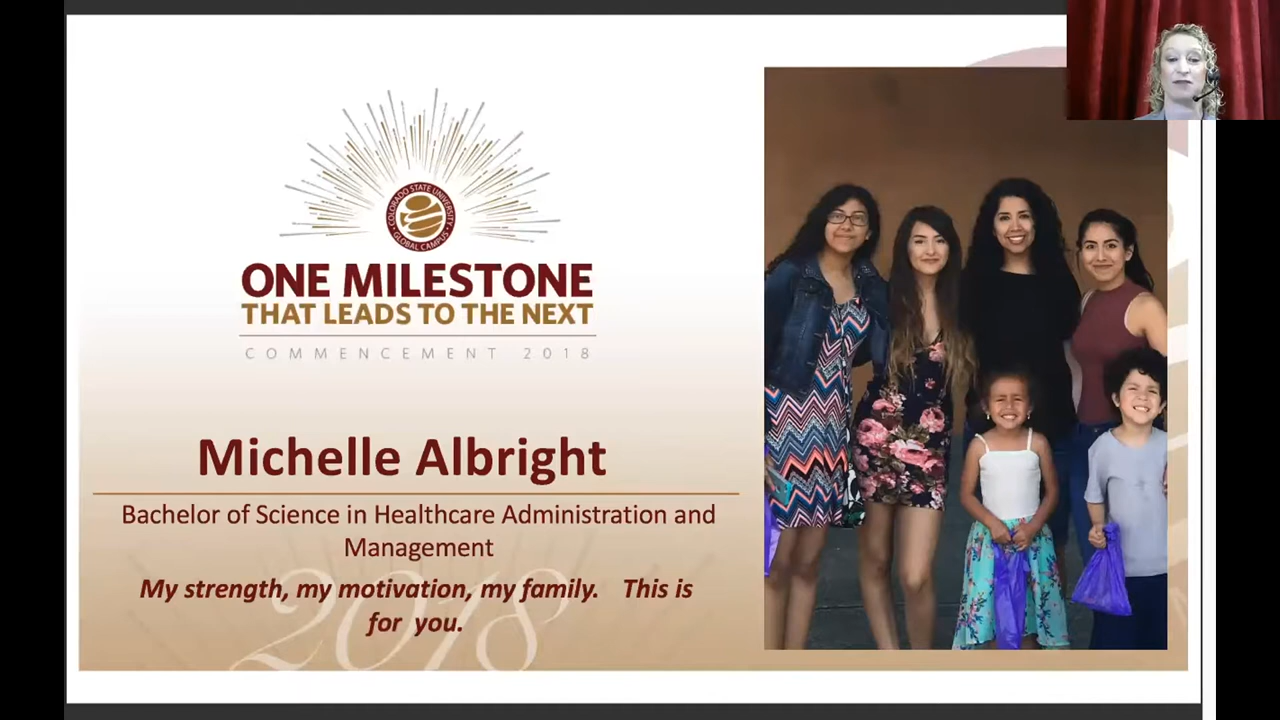 COLORADO STATE UNIVERSITY
GLOBAL CAMPUS
ONE MILESTONE
THAT LEADS TO THE NEXT
COMMENCEMENT 2018
Michelle Albright
Bachelor of Science in Healthcare Administration and
Management
My strength, my motivation, my family. This is
for you.
2018